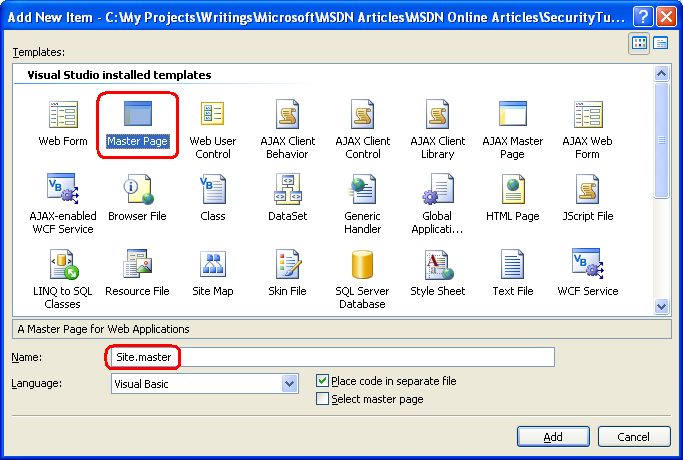 Add New Item - C:\My Projects\Writings\Microsoft\MSDN Articles\MSDN Online Articles\SecurityTu...
Templates:
Visual Studio installed templates
Web Form
Master Page
Web User
Control
AJAX Client
Behavior
AJAX Client
Control
AJAX Client
Library
AJAX Master
Page
AJAX Web
Form
AJAX-enabled
WCF Service
Browser File
Class
DataSet
Generic
Handler
Global
Applicati...
HTML Page
JScript File
LINQ to SQL
Classes
Resource File
Site Map
Skin File
SQL Server
Database
Style Sheet
Text File
WCF Service
A Master Page for Web Applications
Name:
Site.master
Language:
Visual Basic
Place code in separate file
Select master page
Add
Cancel